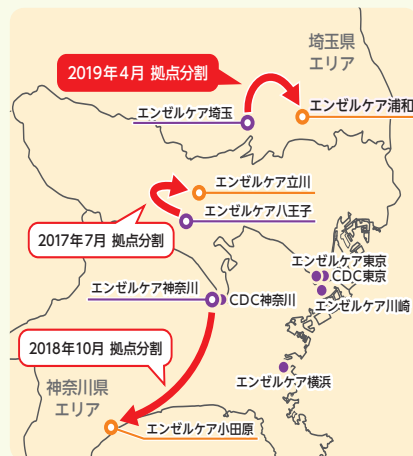 埼玉県
エリア
2019年4月 拠点分割
エンゼルケア埼玉
エンゼルケア浦和
エンゼルケア立川
エンゼルケア八王子
2017年7月 拠点分割
エンゼルケア東京
CDC東京
エンゼルケア神奈川
CDC神奈川
エンゼルケア川崎
2018年10月 拠点分割
エンゼルケア横浜
神奈川県
エリア
エンゼルケア小田原